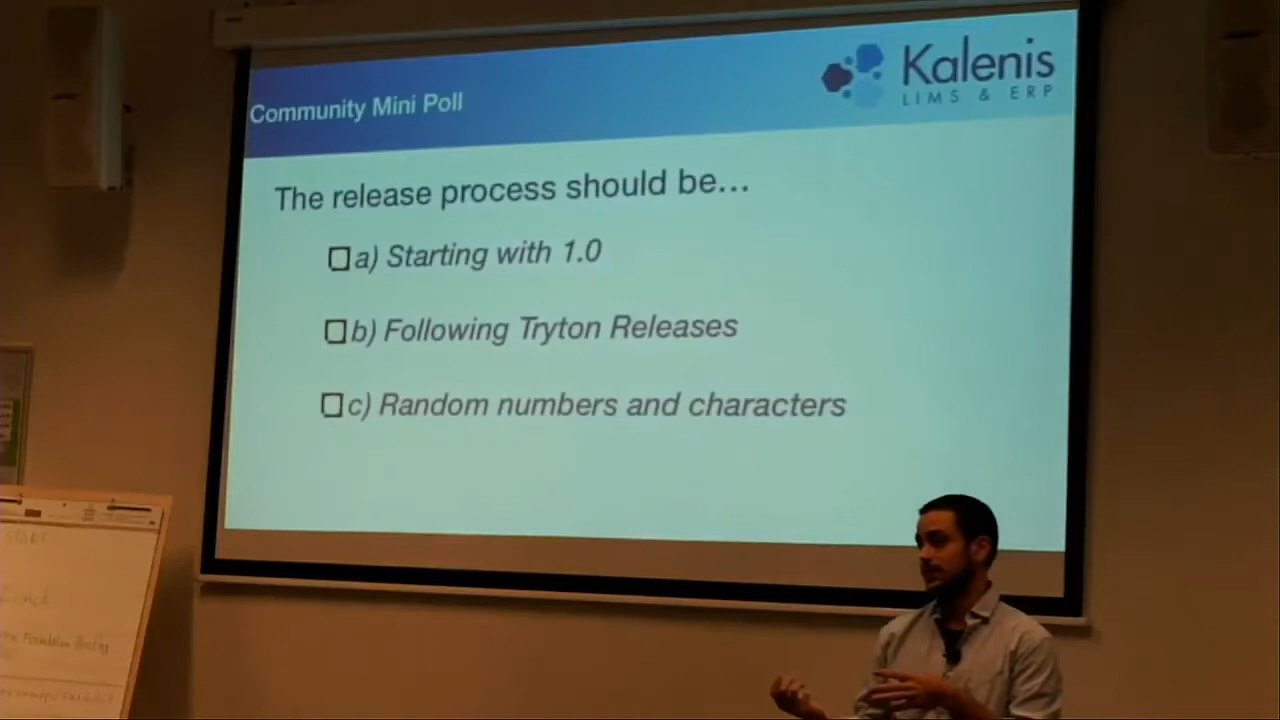 Kalenis
LIMS & ERP
Community Mini Poll
The release process should be...
a) Starting with 1.0
b) Following Tryton Releases
c) Random numbers and characters
Foundation